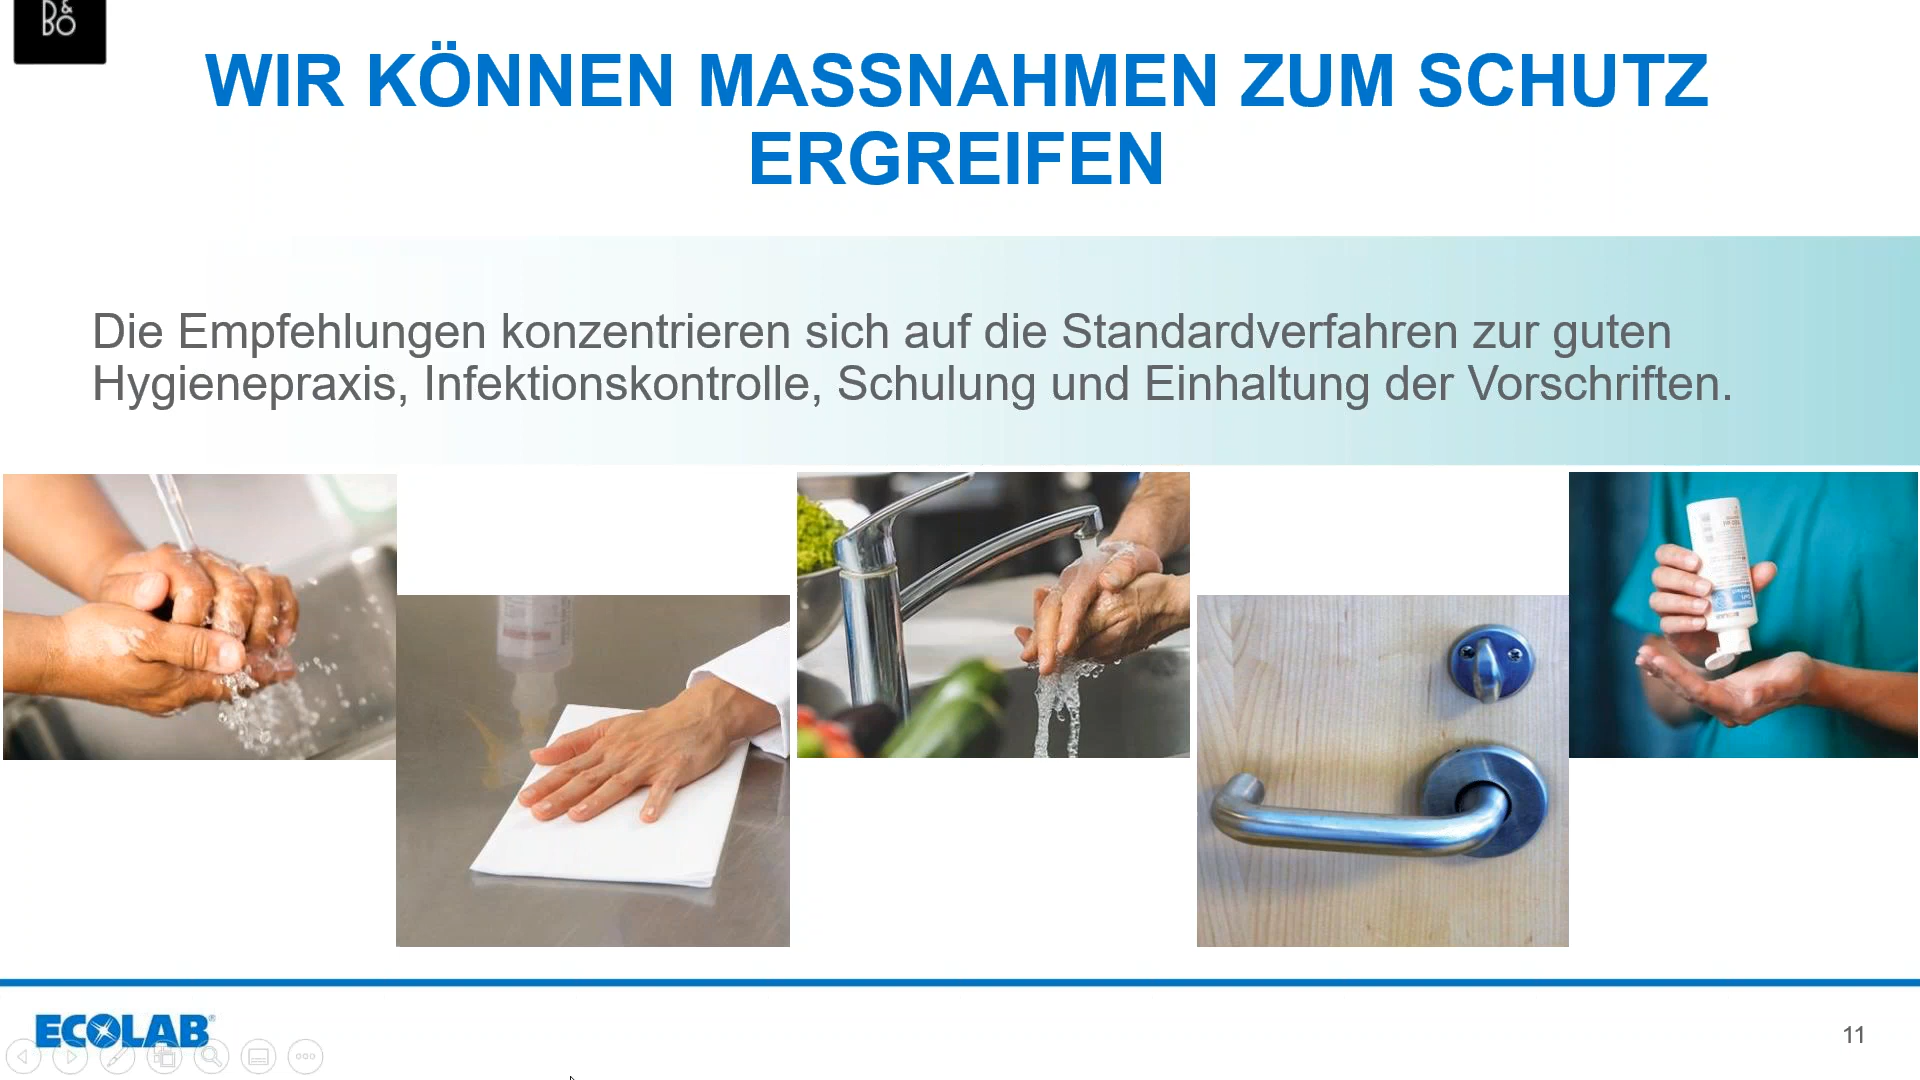 B&O
WIR KÖNNEN MASSNAHMEN ZUM SCHUTZ
ERGREIFEN
Die Empfehlungen konzentrieren sich auf die Standardverfahren zur guten
Hygienepraxis, Infektionskontrolle, Schulung und Einhaltung der Vorschriften.
ECOLAB®
11